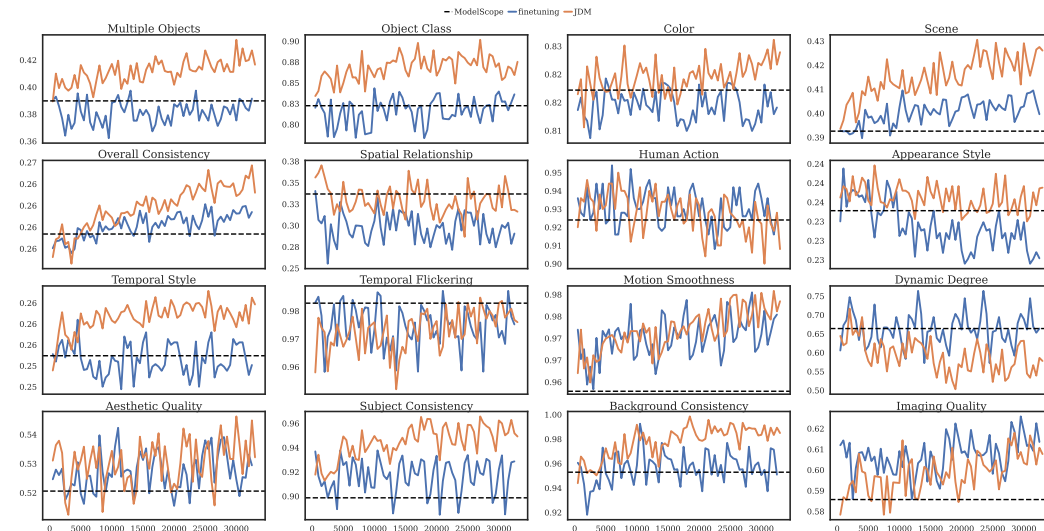 ModelScope finetuning JDM
Multiple Objects Object Class Color Scene
0.42 0.40 0.38 0.36
0.90 0.88 0.85 0.83 0.80
0.83 0.82 0.82 0.81
0.43 0.42 0.41 0.40 0.39
Overall Consistency Spatial Relationship Human Action Appearance Style
0.27 0.26 0.26 0.26 0.26
0.38 0.35 0.33 0.30 0.28 0.25
0.95 0.94 0.93 0.92 0.91 0.90
0.24 0.24 0.23 0.23 0.23
Temporal Style Temporal Flickering Motion Smoothness Dynamic Degree
0.26 0.26 0.26 0.25 0.25
0.98 0.97 0.96
0.98 0.97 0.97 0.96
0.75 0.70 0.65 0.60 0.55 0.50
Aesthetic Quality Subject Consistency Background Consistency Imaging Quality
0.54 0.53 0.52
0.96 0.94 0.92 0.90
1.00 0.98 0.96 0.94 0.92
0.62 0.60 0.59 0.58
0 5000 10000 15000 20000 25000 30000 0 5000 10000 15000 20000 25000 30000 0 5000 10000 15000 20000 25000 30000 0 5000 10000 15000 20000 25000 30000